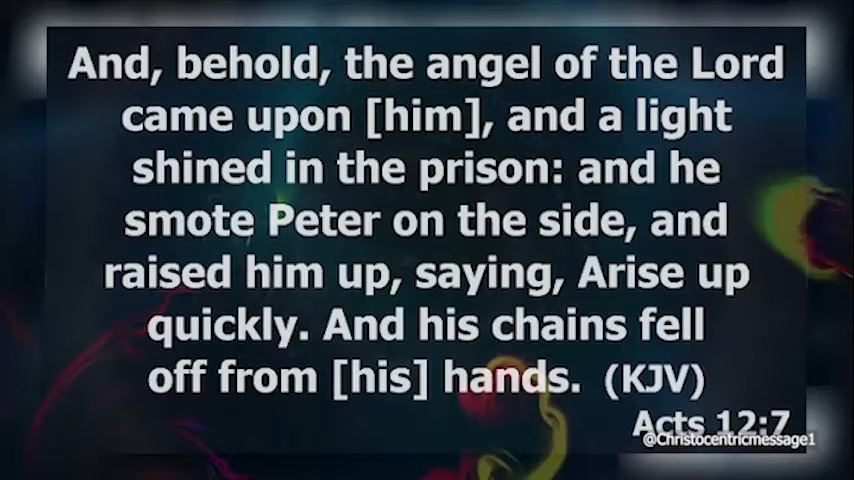 And, behold, the angel of the Lord
came upon [him], and a light
shined in the prison: and he
smote Peter on the side, and
raised him up, saying, Arise up
quickly. And his chains fell
off from [his] hands. (KJV)
Acts 12:7
@Christocentricmessage1